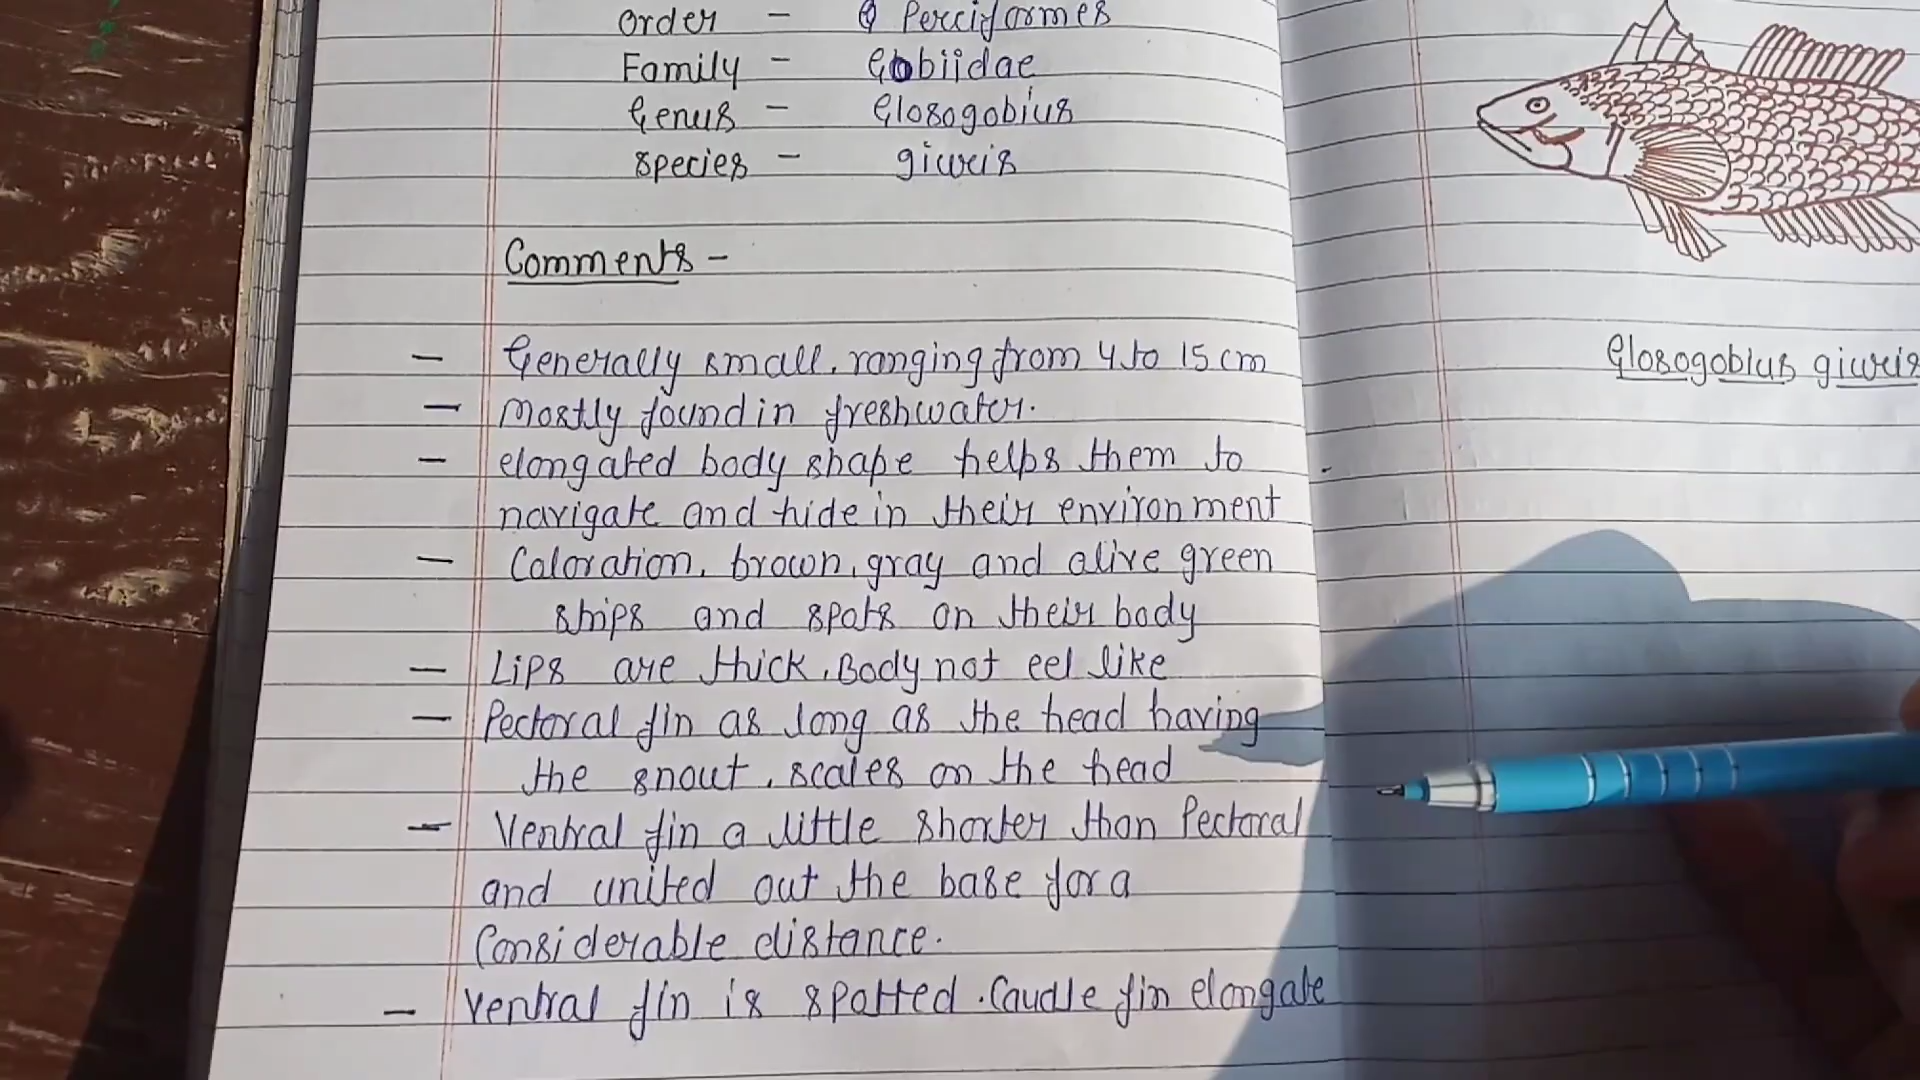 Order - Perciformes
Family - Gobiidae
Genus - Glosogobius
species - giuris
Comments -
- Generally small, ranging from 4 to 15 cm
- Mostly found in freshwater.
- elongated body shape helps them to
navigate and hide in their environment
- Coloration, brown, gray and alive green
strips and spots on their body
- Lips are thick, Body not eel like
- Pectoral fin as long as the head having
the snout, scales on the head
- Ventral fin a little shorter than Pectoral
and united out the base for a
Considerable distance.
- Ventral fin is spotted. Caudle fin elongate
Glosogobius giuris